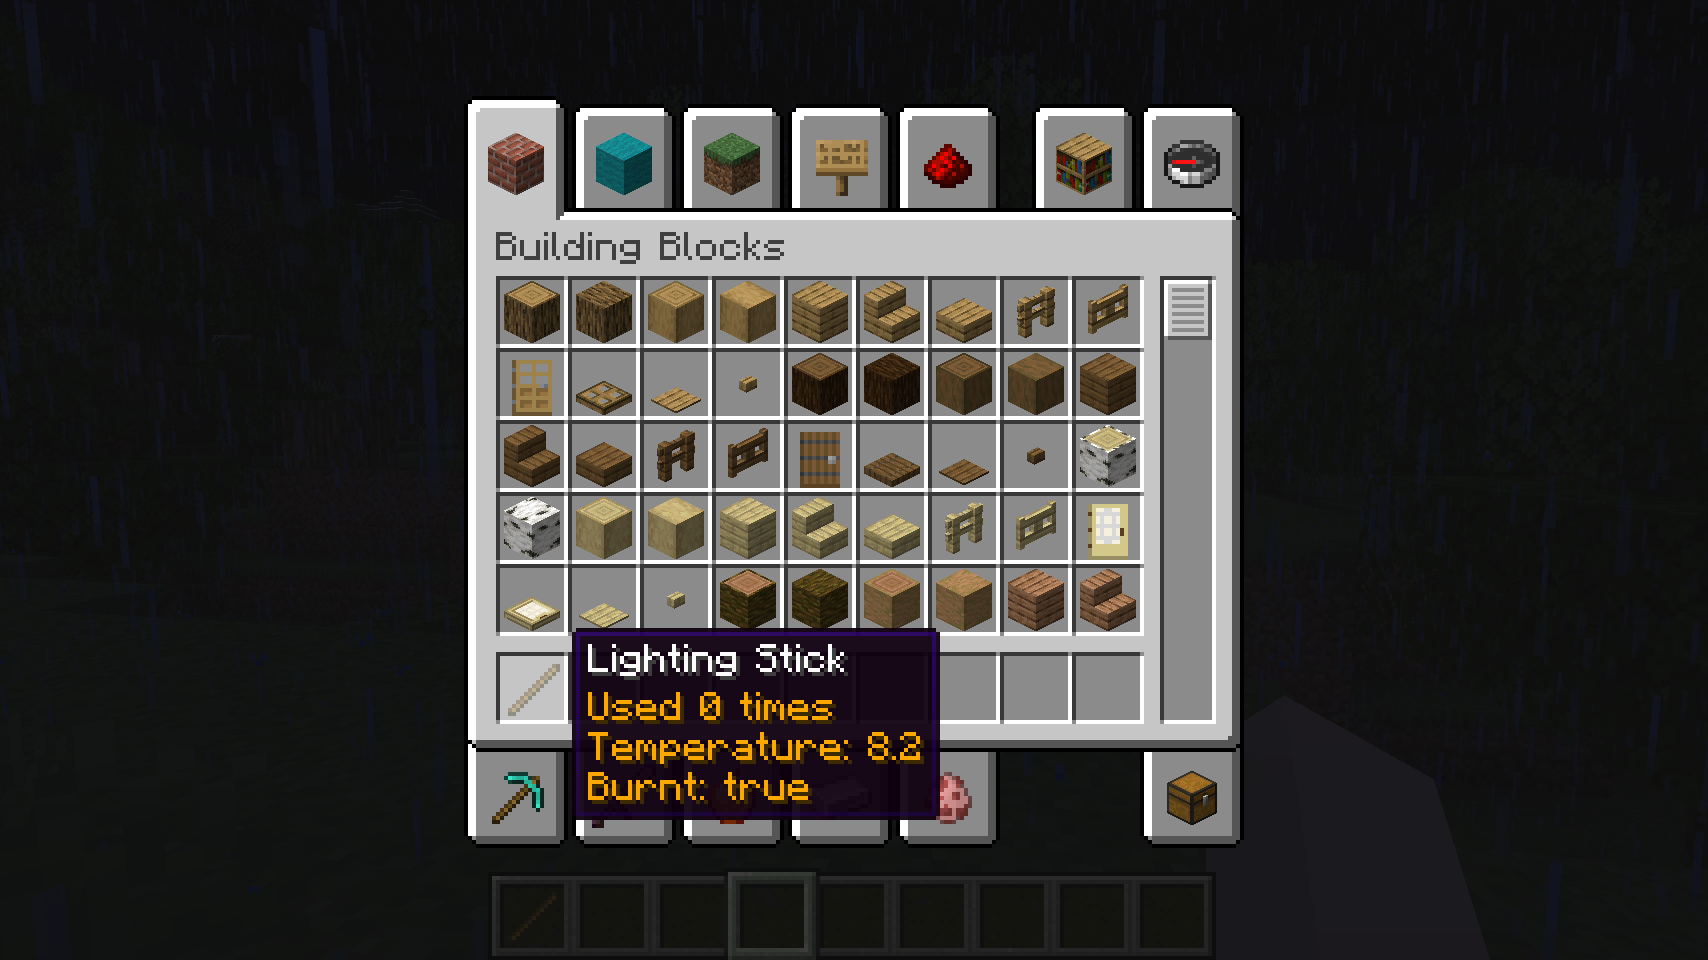 Building Blocks
Lighting Stick
Used 0 times
Temperature: 8.2
Burnt: true